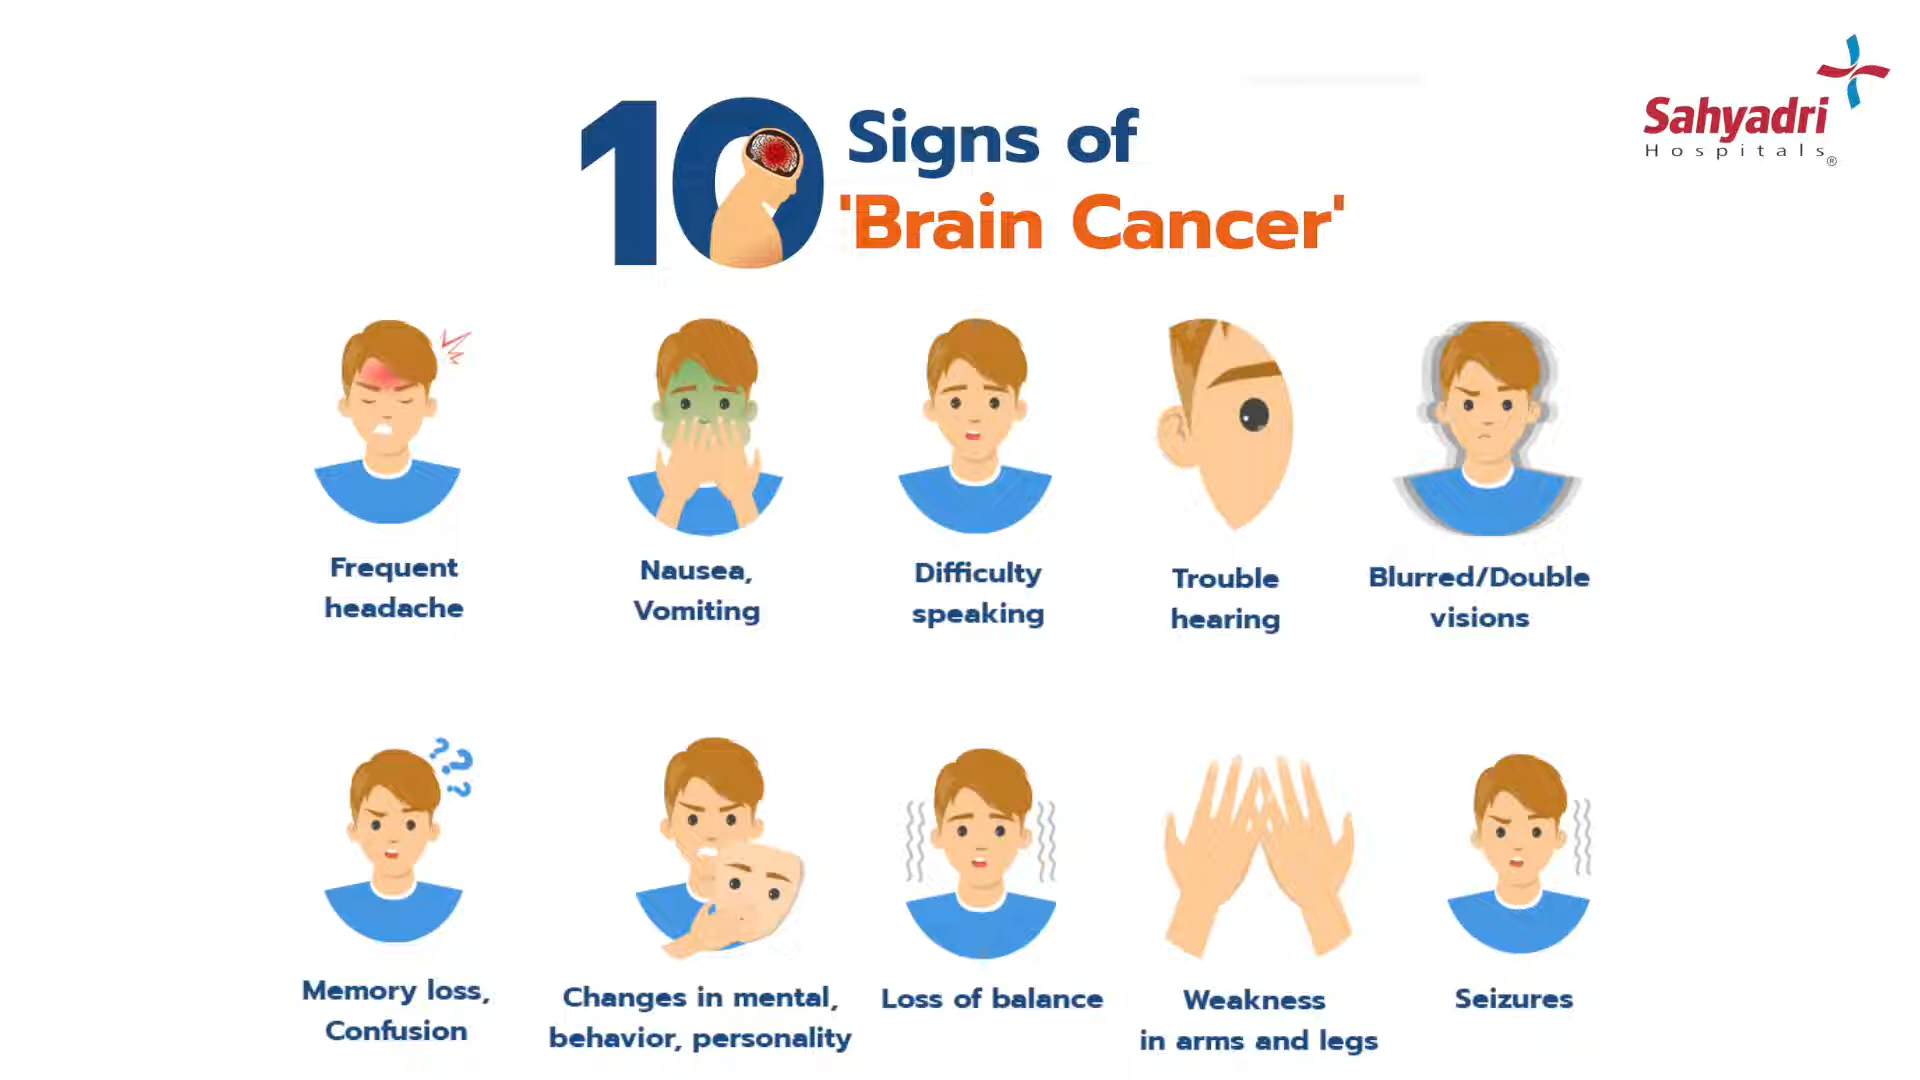 10 Signs of
'Brain Cancer'
Sahyadri
Hospitals®
Frequent
headache
Nausea,
Vomiting
Difficulty
speaking
Trouble
hearing
Blurred/Double
visions
???
Memory loss,
Confusion
Changes in mental,
behavior, personality
Loss of balance
Weakness
in arms and legs
Seizures